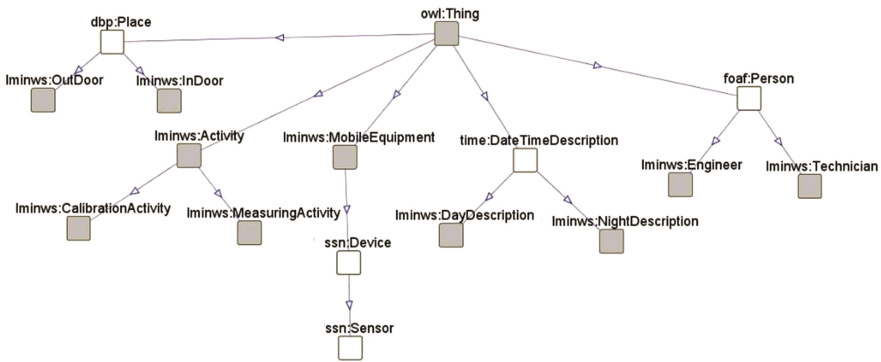 owl:Thing
dbp:Place
lminws:OutDoor
lminws:InDoor
foaf:Person
lminws:Activity
lminws:MobileEquipment
time:DateTimeDescription
lminws:Engineer
lminws:Technician
lminws:CalibrationActivity
lminws:MeasuringActivity
lminws:DayDescription
lminws:NightDescription
ssn:Device
ssn:Sensor